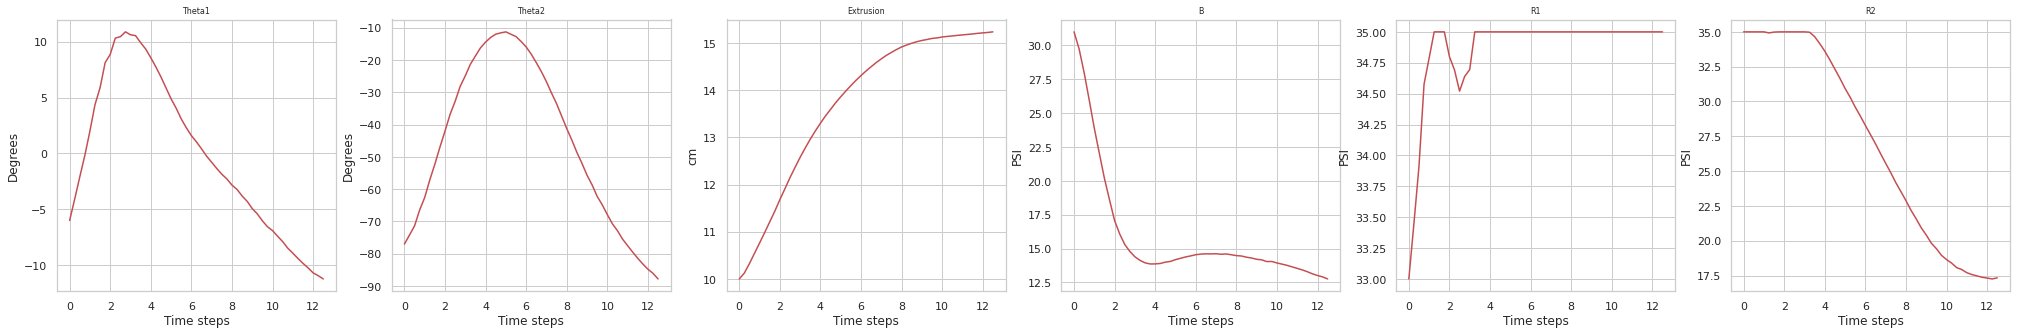 Theta1
10
5
0
−5
−10
Degrees
0 2 4 6 8 10 12
Time steps
Theta2
−10
−20
−30
−40
−50
−60
−70
−80
−90
Degrees
0 2 4 6 8 10 12
Time steps
Extrusion
15
14
13
12
11
10
cm
0 2 4 6 8 10 12
Time steps
B
30.0
27.5
25.0
22.5
20.0
17.5
15.0
12.5
PSI
0 2 4 6 8 10 12
Time steps
R1
35.00
34.75
34.50
34.25
34.00
33.75
33.50
33.25
33.00
PSI
0 2 4 6 8 10 12
Time steps
R2
35.0
32.5
30.0
27.5
25.0
22.5
20.0
17.5
PSI
0 2 4 6 8 10 12
Time steps